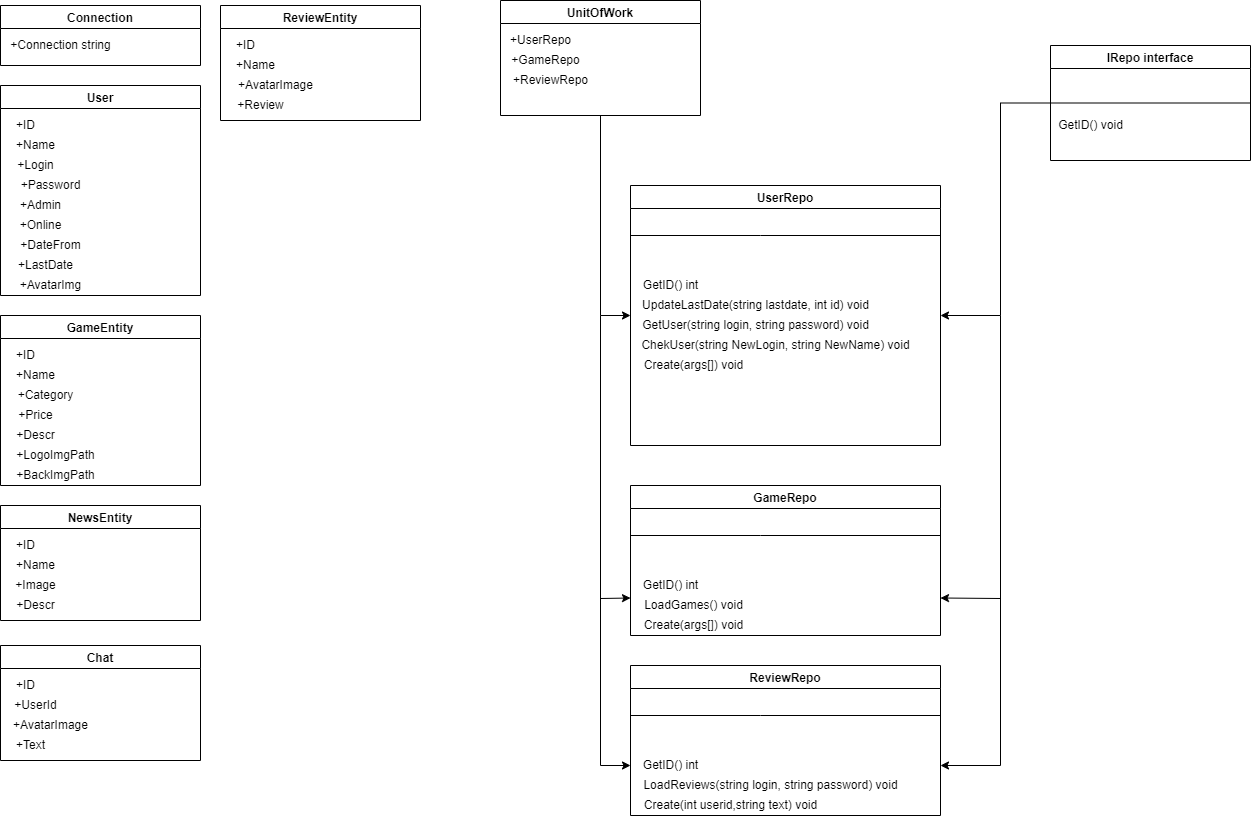 Connection
+Connection string
User
+ID
+Name
+Login
+Password
+Admin
+Online
+DateFrom
+LastDate
+AvatarImg
GameEntity
+ID
+Name
+Category
+Price
+Descr
+LogoImgPath
+BackImgPath
NewsEntity
+ID
+Name
+Image
+Descr
Chat
+ID
+UserId
+AvatarImage
+Text
ReviewEntity
+ID
+Name
+AvatarImage
+Review
UnitOfWork
+UserRepo
+GameRepo
+ReviewRepo
UserRepo
GetID() int
UpdateLastDate(string lastdate, int id) void
GetUser(string login, string password) void
ChekUser(string NewLogin, string NewName) void
Create(args[]) void
GameRepo
GetID() int
LoadGames() void
Create(args[]) void
ReviewRepo
GetID() int
LoadReviews(string login, string password) void
Create(int userid,string text) void
IRepo interface
GetID() void